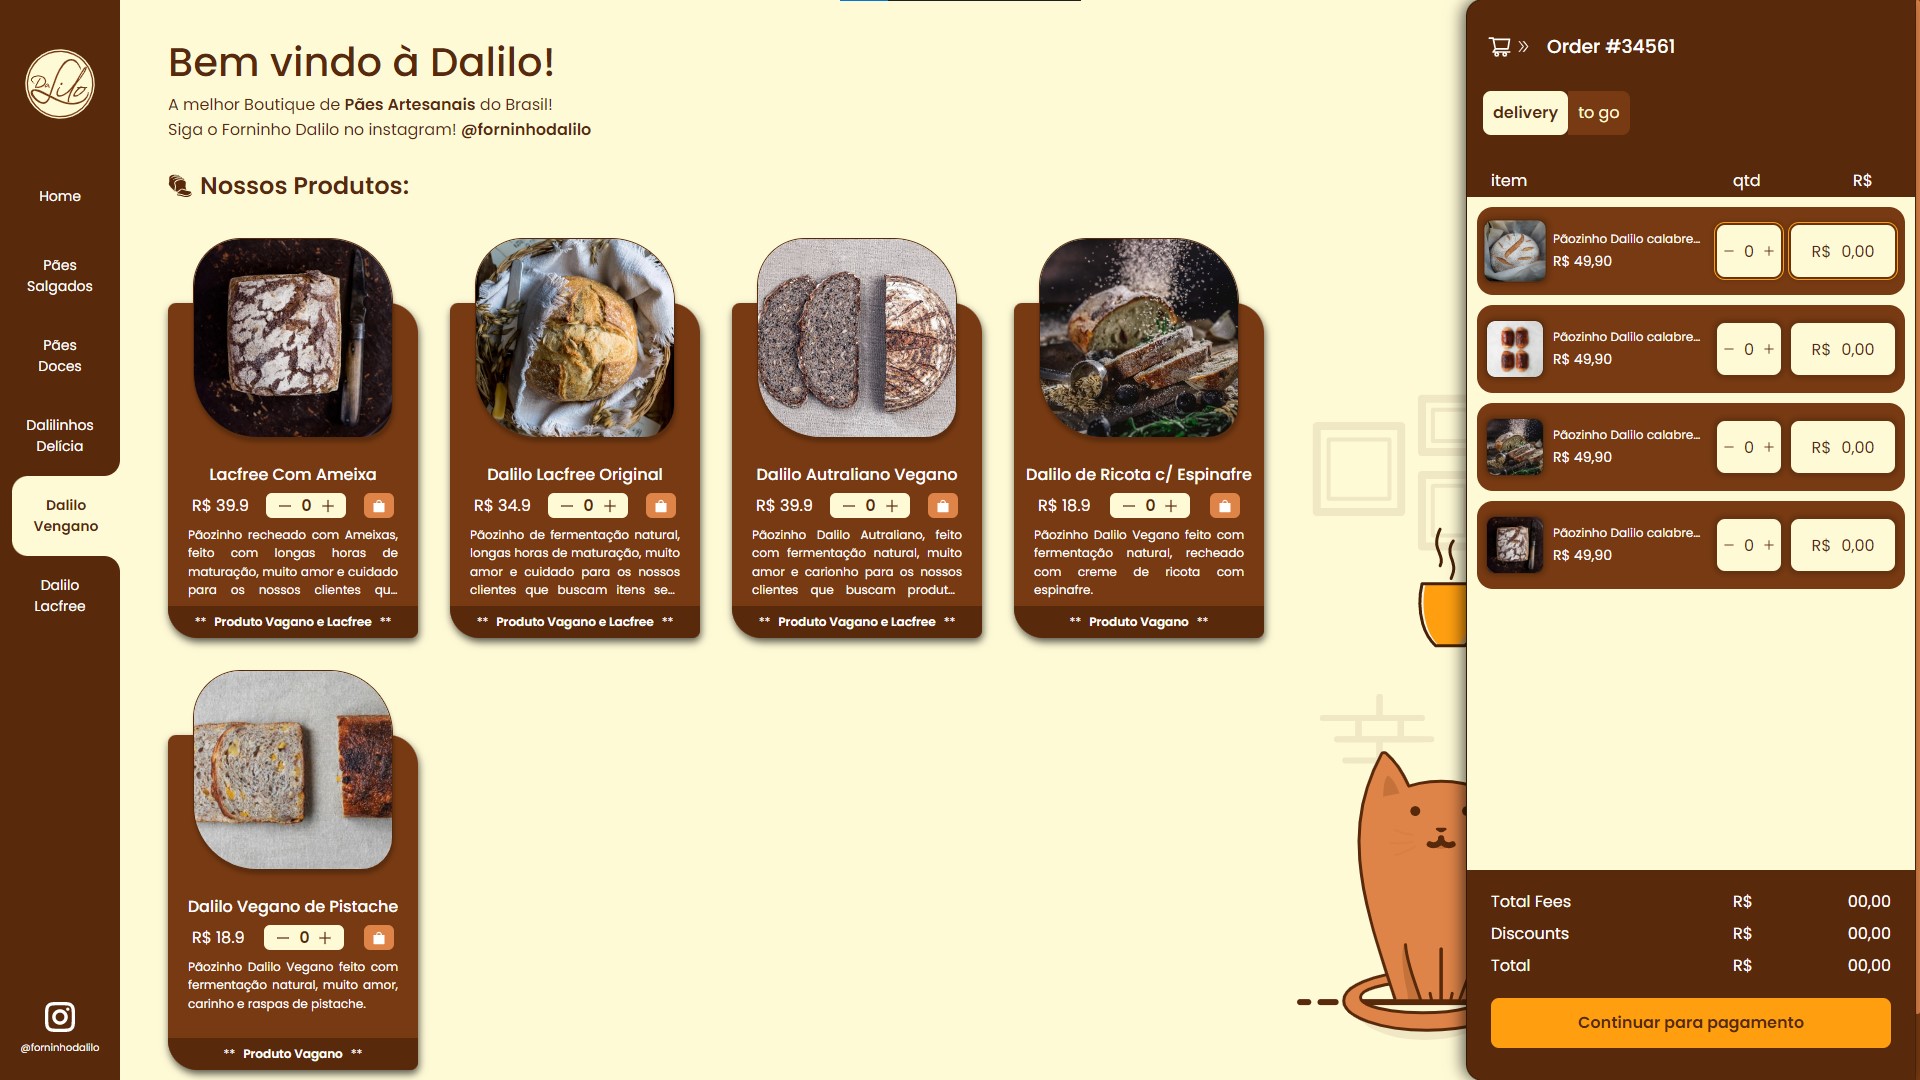 Da Lilo
Home
Pães
Salgados
Pães
Doces
Dalilinhos
Delícia
Dalilo
Vengano
Dalilo
Lacfree
@forninhodalilo
Bem vindo à Dalilo!
A melhor Boutique de Pães Artesanais do Brasil!
Siga o Forninho Dalilo no instagram! @forninhodalilo
Nossos Produtos:
Lacfree Com Ameixa
R$ 39.9 — 0 +
Pãozinho recheado com Ameixas,
feito com longas horas de
maturação, muito amor e cuidado
para os nossos clientes qu...
** Produto Vagano e Lacfree **
Dalilo Lacfree Original
R$ 34.9 — 0 +
Pãozinho de fermentação natural,
longas horas de maturação, muito
amor e cuidado para os nossos
clientes que buscam itens se...
** Produto Vagano e Lacfree **
Dalilo Autraliano Vegano
R$ 39.9 — 0 +
Pãozinho Dalilo Autraliano, feito
com fermentação natural, muito
amor e carionho para os nossos
clientes que buscam produt...
** Produto Vagano e Lacfree **
Dalilo de Ricota c/ Espinafre
R$ 18.9 — 0 +
Pãozinho Dalilo Vegano feito com
fermentação natural, recheado
com creme de ricota com
espinafre.
** Produto Vagano **
Dalilo Vegano de Pistache
R$ 18.9 — 0 +
Pãozinho Dalilo Vegano feito com
fermentação natural, muito amor,
carinho e raspas de pistache.
** Produto Vagano **
Order #34561
delivery to go
item qtd R$
Pãozinho Dalilo calabre...
R$ 49,90
— 0 + R$ 0,00
Pãozinho Dalilo calabre...
R$ 49,90
— 0 + R$ 0,00
Pãozinho Dalilo calabre...
R$ 49,90
— 0 + R$ 0,00
Pãozinho Dalilo calabre...
R$ 49,90
— 0 + R$ 0,00
Total Fees R$ 00,00
Discounts R$ 00,00
Total R$ 00,00
Continuar para pagamento